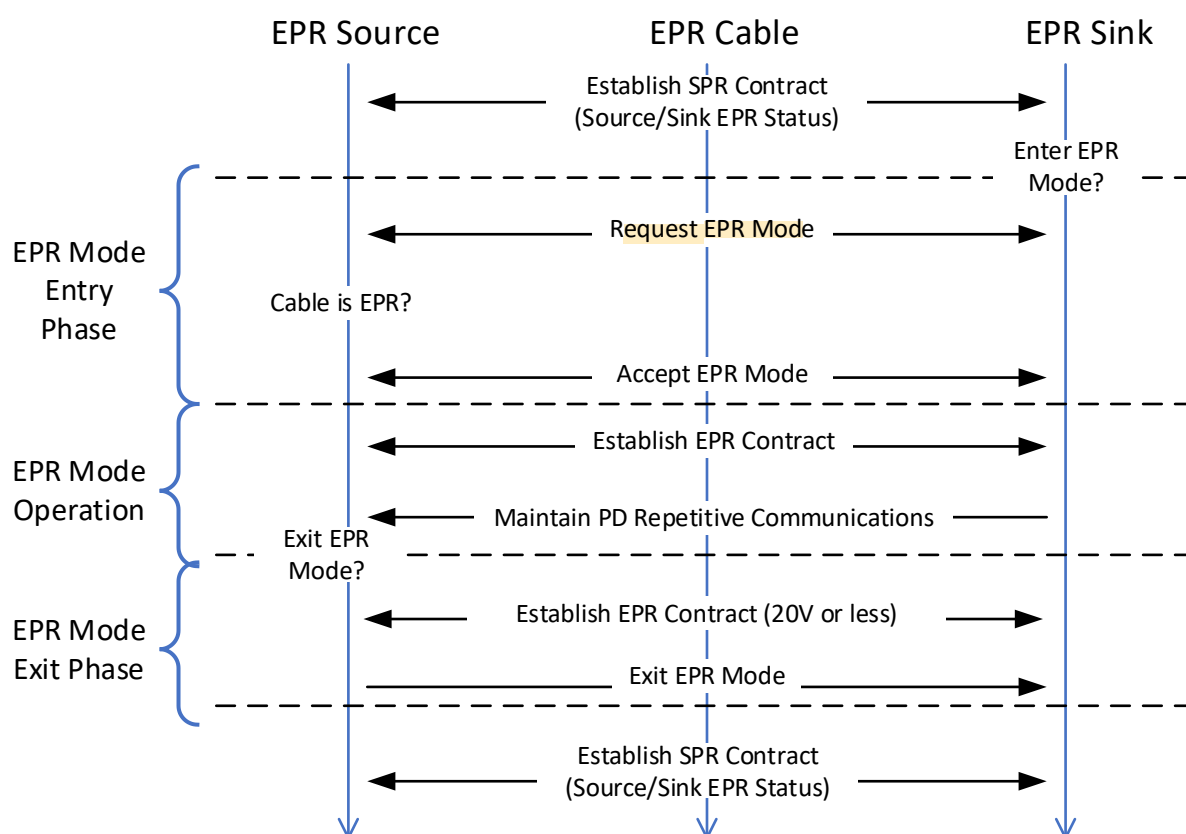 EPR Source
EPR Cable
EPR Sink
Establish SPR Contract
(Source/Sink EPR Status)
Enter EPR
Mode?
EPR Mode
Entry
Phase
Request EPR Mode
Cable is EPR?
Accept EPR Mode
EPR Mode
Operation
Establish EPR Contract
Maintain PD Repetitive Communications
Exit EPR
Mode?
EPR Mode
Exit Phase
Establish EPR Contract (20V or less)
Exit EPR Mode
Establish SPR Contract
(Source/Sink EPR Status)